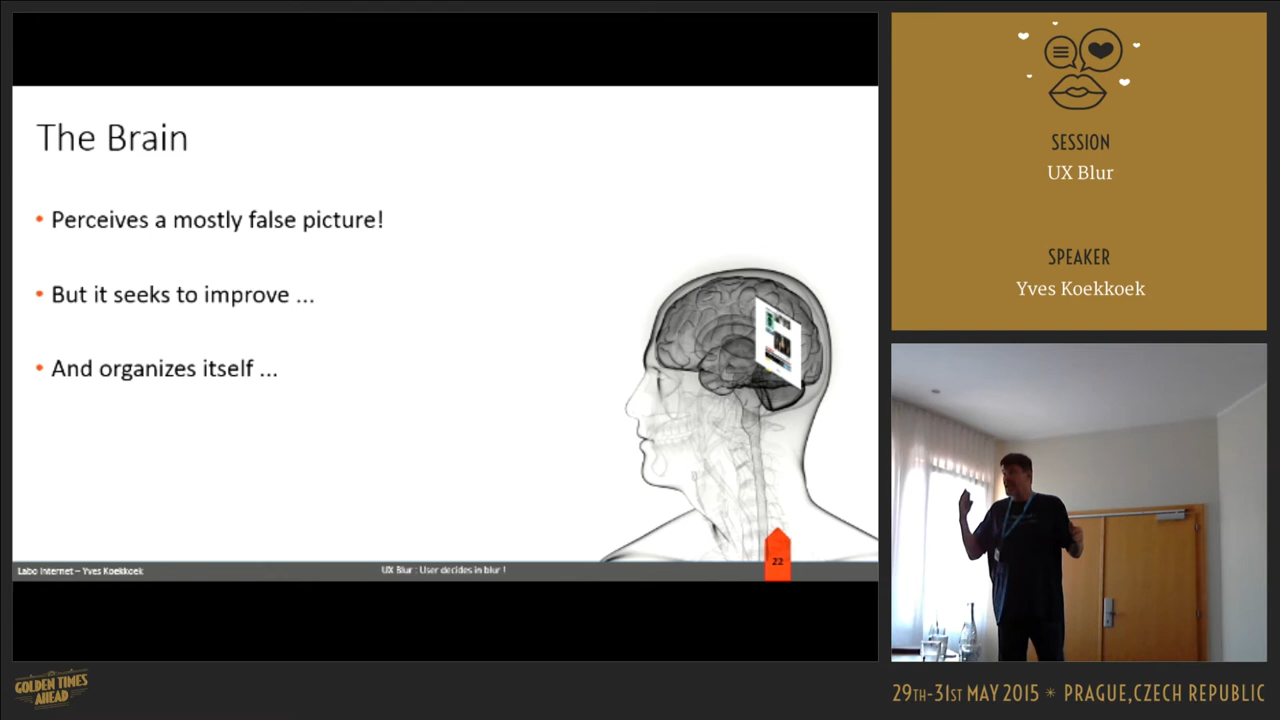 The Brain
• Perceives a mostly false picture!
• But it seeks to improve ...
• And organizes itself ...
Labo Internet – Yves Koekkoek
UX Blur : User decides in blur !
22
SESSION
UX Blur
SPEAKER
Yves Koekkoek
GOLDEN TIMES
AHEAD
29TH-31ST MAY 2015 * PRAGUE,CZECH REPUBLIC